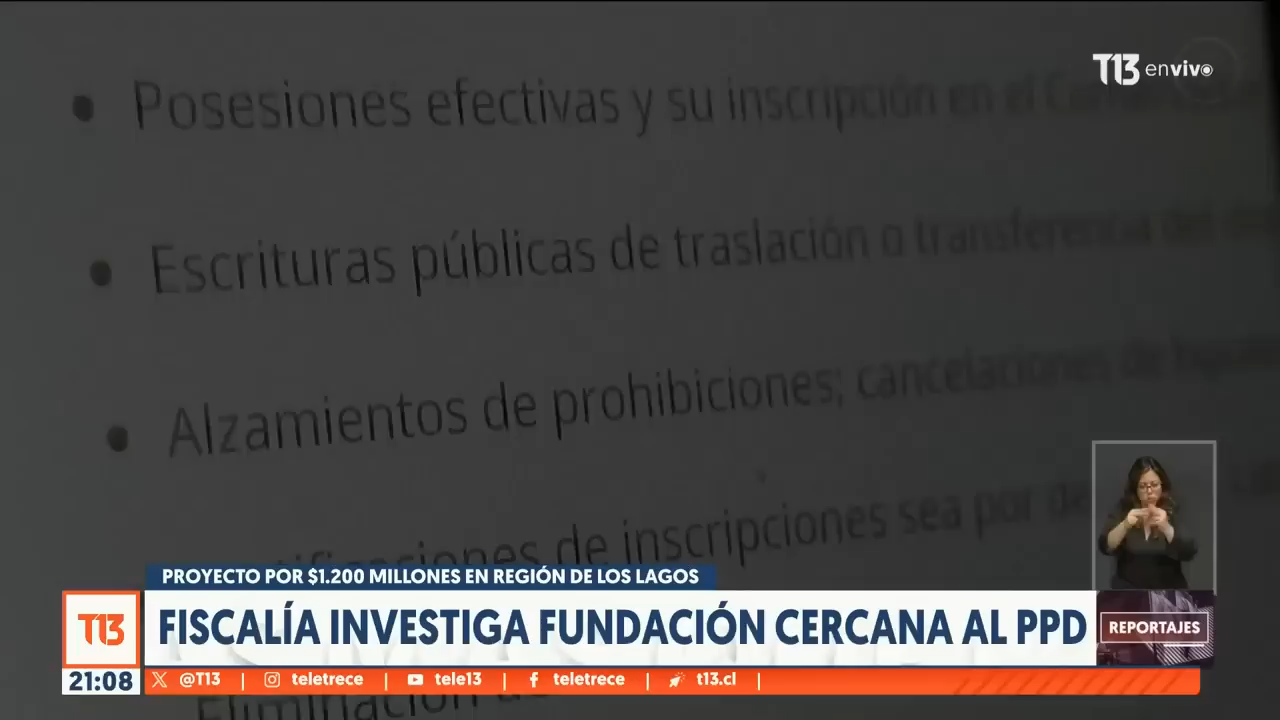 T13 envivo
Posesiones efectivas y su inscripción en el
Escrituras públicas de traslación o transferencia del
Alzamientos de prohibiciones; cancelaciones de
de inscripciones sea por
PROYECTO POR $1.200 MILLONES EN REGIÓN DE LOS LAGOS
T13
FISCALÍA INVESTIGA FUNDACIÓN CERCANA AL PPD
REPORTAJES
21:08
@T13 | teletrece | tele13 | teletrece | t13.cl |